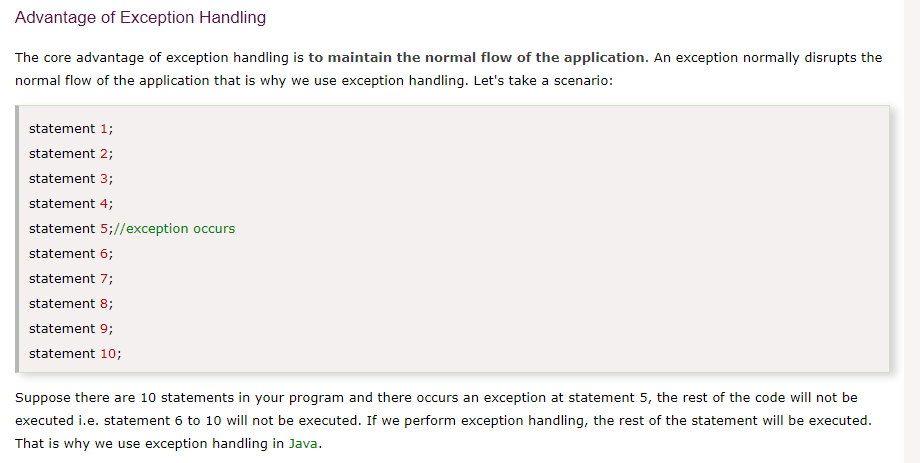 Advantage of Exception Handling
The core advantage of exception handling is to maintain the normal flow of the application. An exception normally disrupts the
normal flow of the application that is why we use exception handling. Let's take a scenario:
statement 1;
statement 2;
statement 3;
statement 4;
statement 5;//exception occurs
statement 6;
statement 7;
statement 8;
statement 9;
statement 10;
Suppose there are 10 statements in your program and there occurs an exception at statement 5, the rest of the code will not be
executed i.e. statement 6 to 10 will not be executed. If we perform exception handling, the rest of the statement will be executed.
That is why we use exception handling in Java.